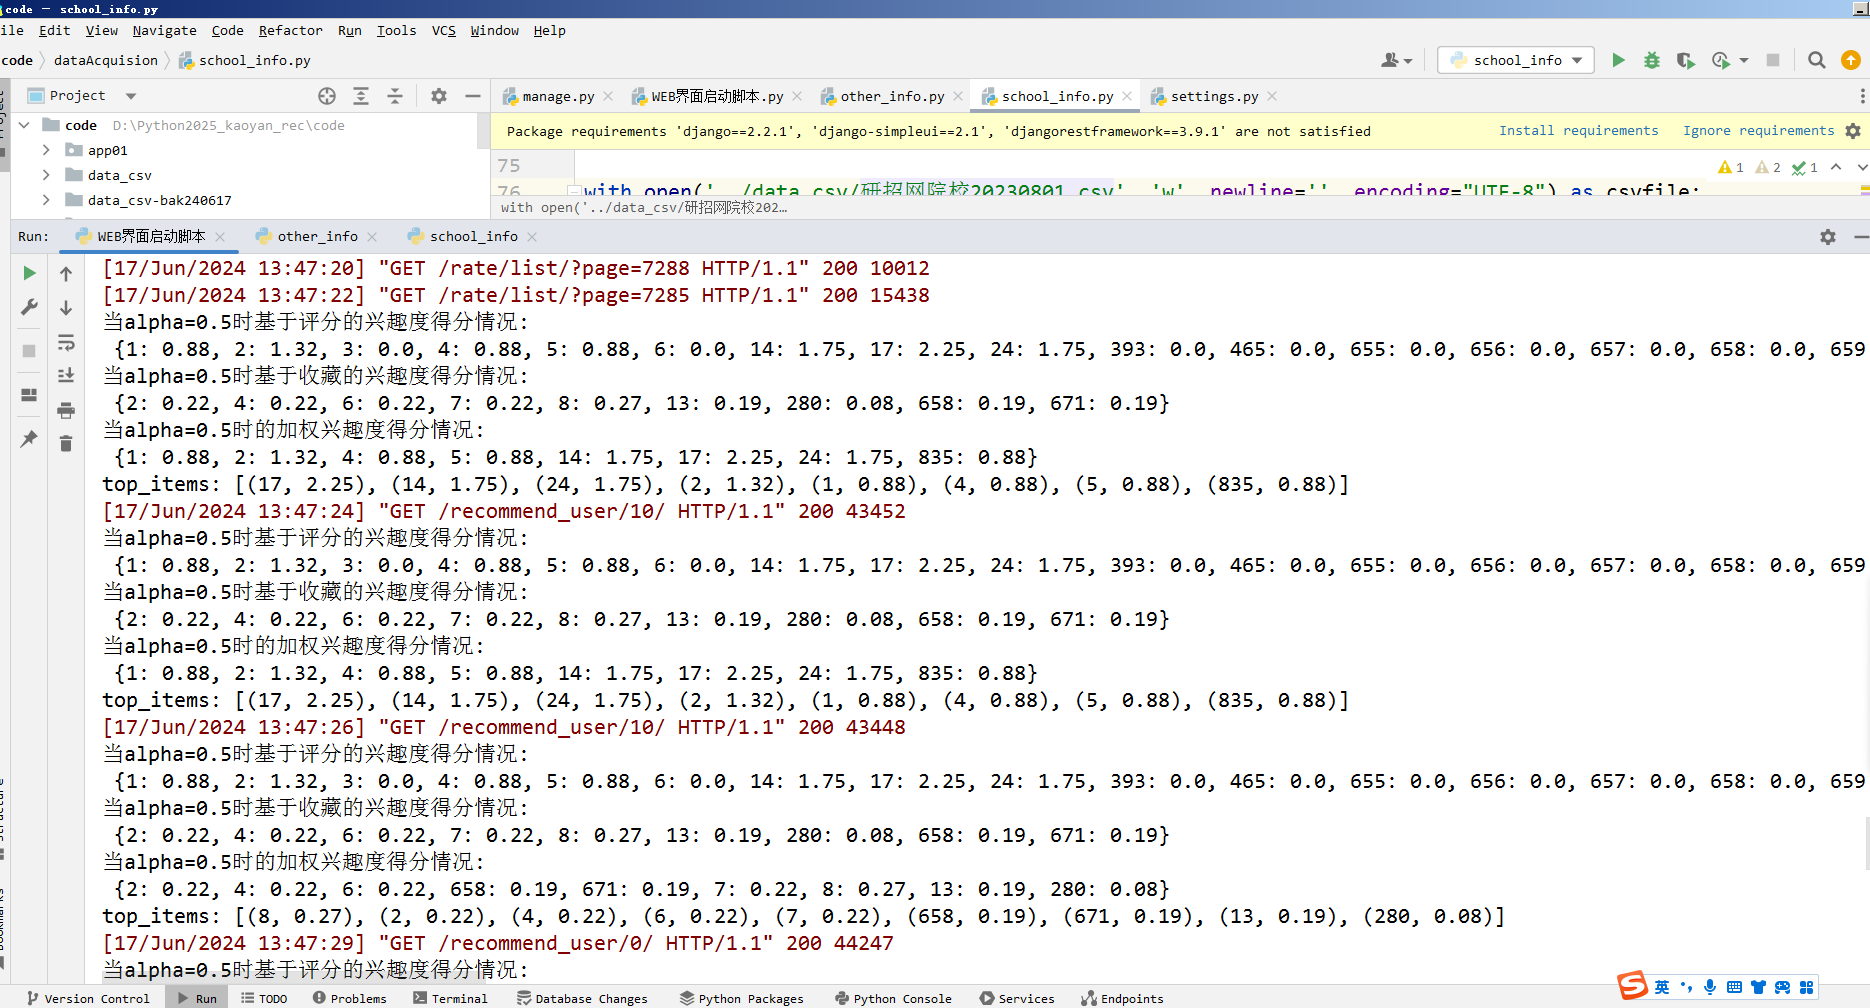 code － school_info.py
ile Edit View Navigate Code Refactor Run Tools VCS Window Help
code dataAcquision school_info.py
school_info
Project
manage.py WEB界面启动脚本.py other_info.py school_info.py settings.py
code D:\Python2025_kaoyan_rec\code
Package requirements 'django==2.2.1', 'django-simpleui==2.1', 'djangorestframework==3.9.1' are not satisfied Install requirements Ignore requirements
app01
data_csv
data_csv-bak240617
75
1 2 1
76 with open('../data_csv/研招网院校20230801.csv', 'w', newline='', encoding="UTF-8") as csvfile:
with open('../data_csv/研招网院校202…
Run: WEB界面启动脚本 other_info school_info
[17/Jun/2024 13:47:20] "GET /rate/list/?page=7288 HTTP/1.1" 200 10012
[17/Jun/2024 13:47:22] "GET /rate/list/?page=7285 HTTP/1.1" 200 15438
当alpha=0.5时基于评分的兴趣度得分情况:
{1: 0.88, 2: 1.32, 3: 0.0, 4: 0.88, 5: 0.88, 6: 0.0, 14: 1.75, 17: 2.25, 24: 1.75, 393: 0.0, 465: 0.0, 655: 0.0, 656: 0.0, 657: 0.0, 658: 0.0, 659
当alpha=0.5时基于收藏的兴趣度得分情况:
{2: 0.22, 4: 0.22, 6: 0.22, 7: 0.22, 8: 0.27, 13: 0.19, 280: 0.08, 658: 0.19, 671: 0.19}
当alpha=0.5时的加权兴趣度得分情况:
{1: 0.88, 2: 1.32, 4: 0.88, 5: 0.88, 14: 1.75, 17: 2.25, 24: 1.75, 835: 0.88}
top_items: [(17, 2.25), (14, 1.75), (24, 1.75), (2, 1.32), (1, 0.88), (4, 0.88), (5, 0.88), (835, 0.88)]
[17/Jun/2024 13:47:24] "GET /recommend_user/10/ HTTP/1.1" 200 43452
当alpha=0.5时基于评分的兴趣度得分情况:
{1: 0.88, 2: 1.32, 3: 0.0, 4: 0.88, 5: 0.88, 6: 0.0, 14: 1.75, 17: 2.25, 24: 1.75, 393: 0.0, 465: 0.0, 655: 0.0, 656: 0.0, 657: 0.0, 658: 0.0, 659
当alpha=0.5时基于收藏的兴趣度得分情况:
{2: 0.22, 4: 0.22, 6: 0.22, 7: 0.22, 8: 0.27, 13: 0.19, 280: 0.08, 658: 0.19, 671: 0.19}
当alpha=0.5时的加权兴趣度得分情况:
{1: 0.88, 2: 1.32, 4: 0.88, 5: 0.88, 14: 1.75, 17: 2.25, 24: 1.75, 835: 0.88}
top_items: [(17, 2.25), (14, 1.75), (24, 1.75), (2, 1.32), (1, 0.88), (4, 0.88), (5, 0.88), (835, 0.88)]
[17/Jun/2024 13:47:26] "GET /recommend_user/10/ HTTP/1.1" 200 43448
当alpha=0.5时基于评分的兴趣度得分情况:
{1: 0.88, 2: 1.32, 3: 0.0, 4: 0.88, 5: 0.88, 6: 0.0, 14: 1.75, 17: 2.25, 24: 1.75, 393: 0.0, 465: 0.0, 655: 0.0, 656: 0.0, 657: 0.0, 658: 0.0, 659
当alpha=0.5时基于收藏的兴趣度得分情况:
{2: 0.22, 4: 0.22, 6: 0.22, 7: 0.22, 8: 0.27, 13: 0.19, 280: 0.08, 658: 0.19, 671: 0.19}
当alpha=0.5时的加权兴趣度得分情况:
{2: 0.22, 4: 0.22, 6: 0.22, 658: 0.19, 671: 0.19, 7: 0.22, 8: 0.27, 13: 0.19, 280: 0.08}
top_items: [(8, 0.27), (2, 0.22), (4, 0.22), (6, 0.22), (7, 0.22), (658, 0.19), (671, 0.19), (13, 0.19), (280, 0.08)]
[17/Jun/2024 13:47:29] "GET /recommend_user/0/ HTTP/1.1" 200 44247
当alpha=0.5时基于评分的兴趣度得分情况:
英
Version Control Run TODO Problems Terminal Database Changes Python Packages Python Console Services Endpoints